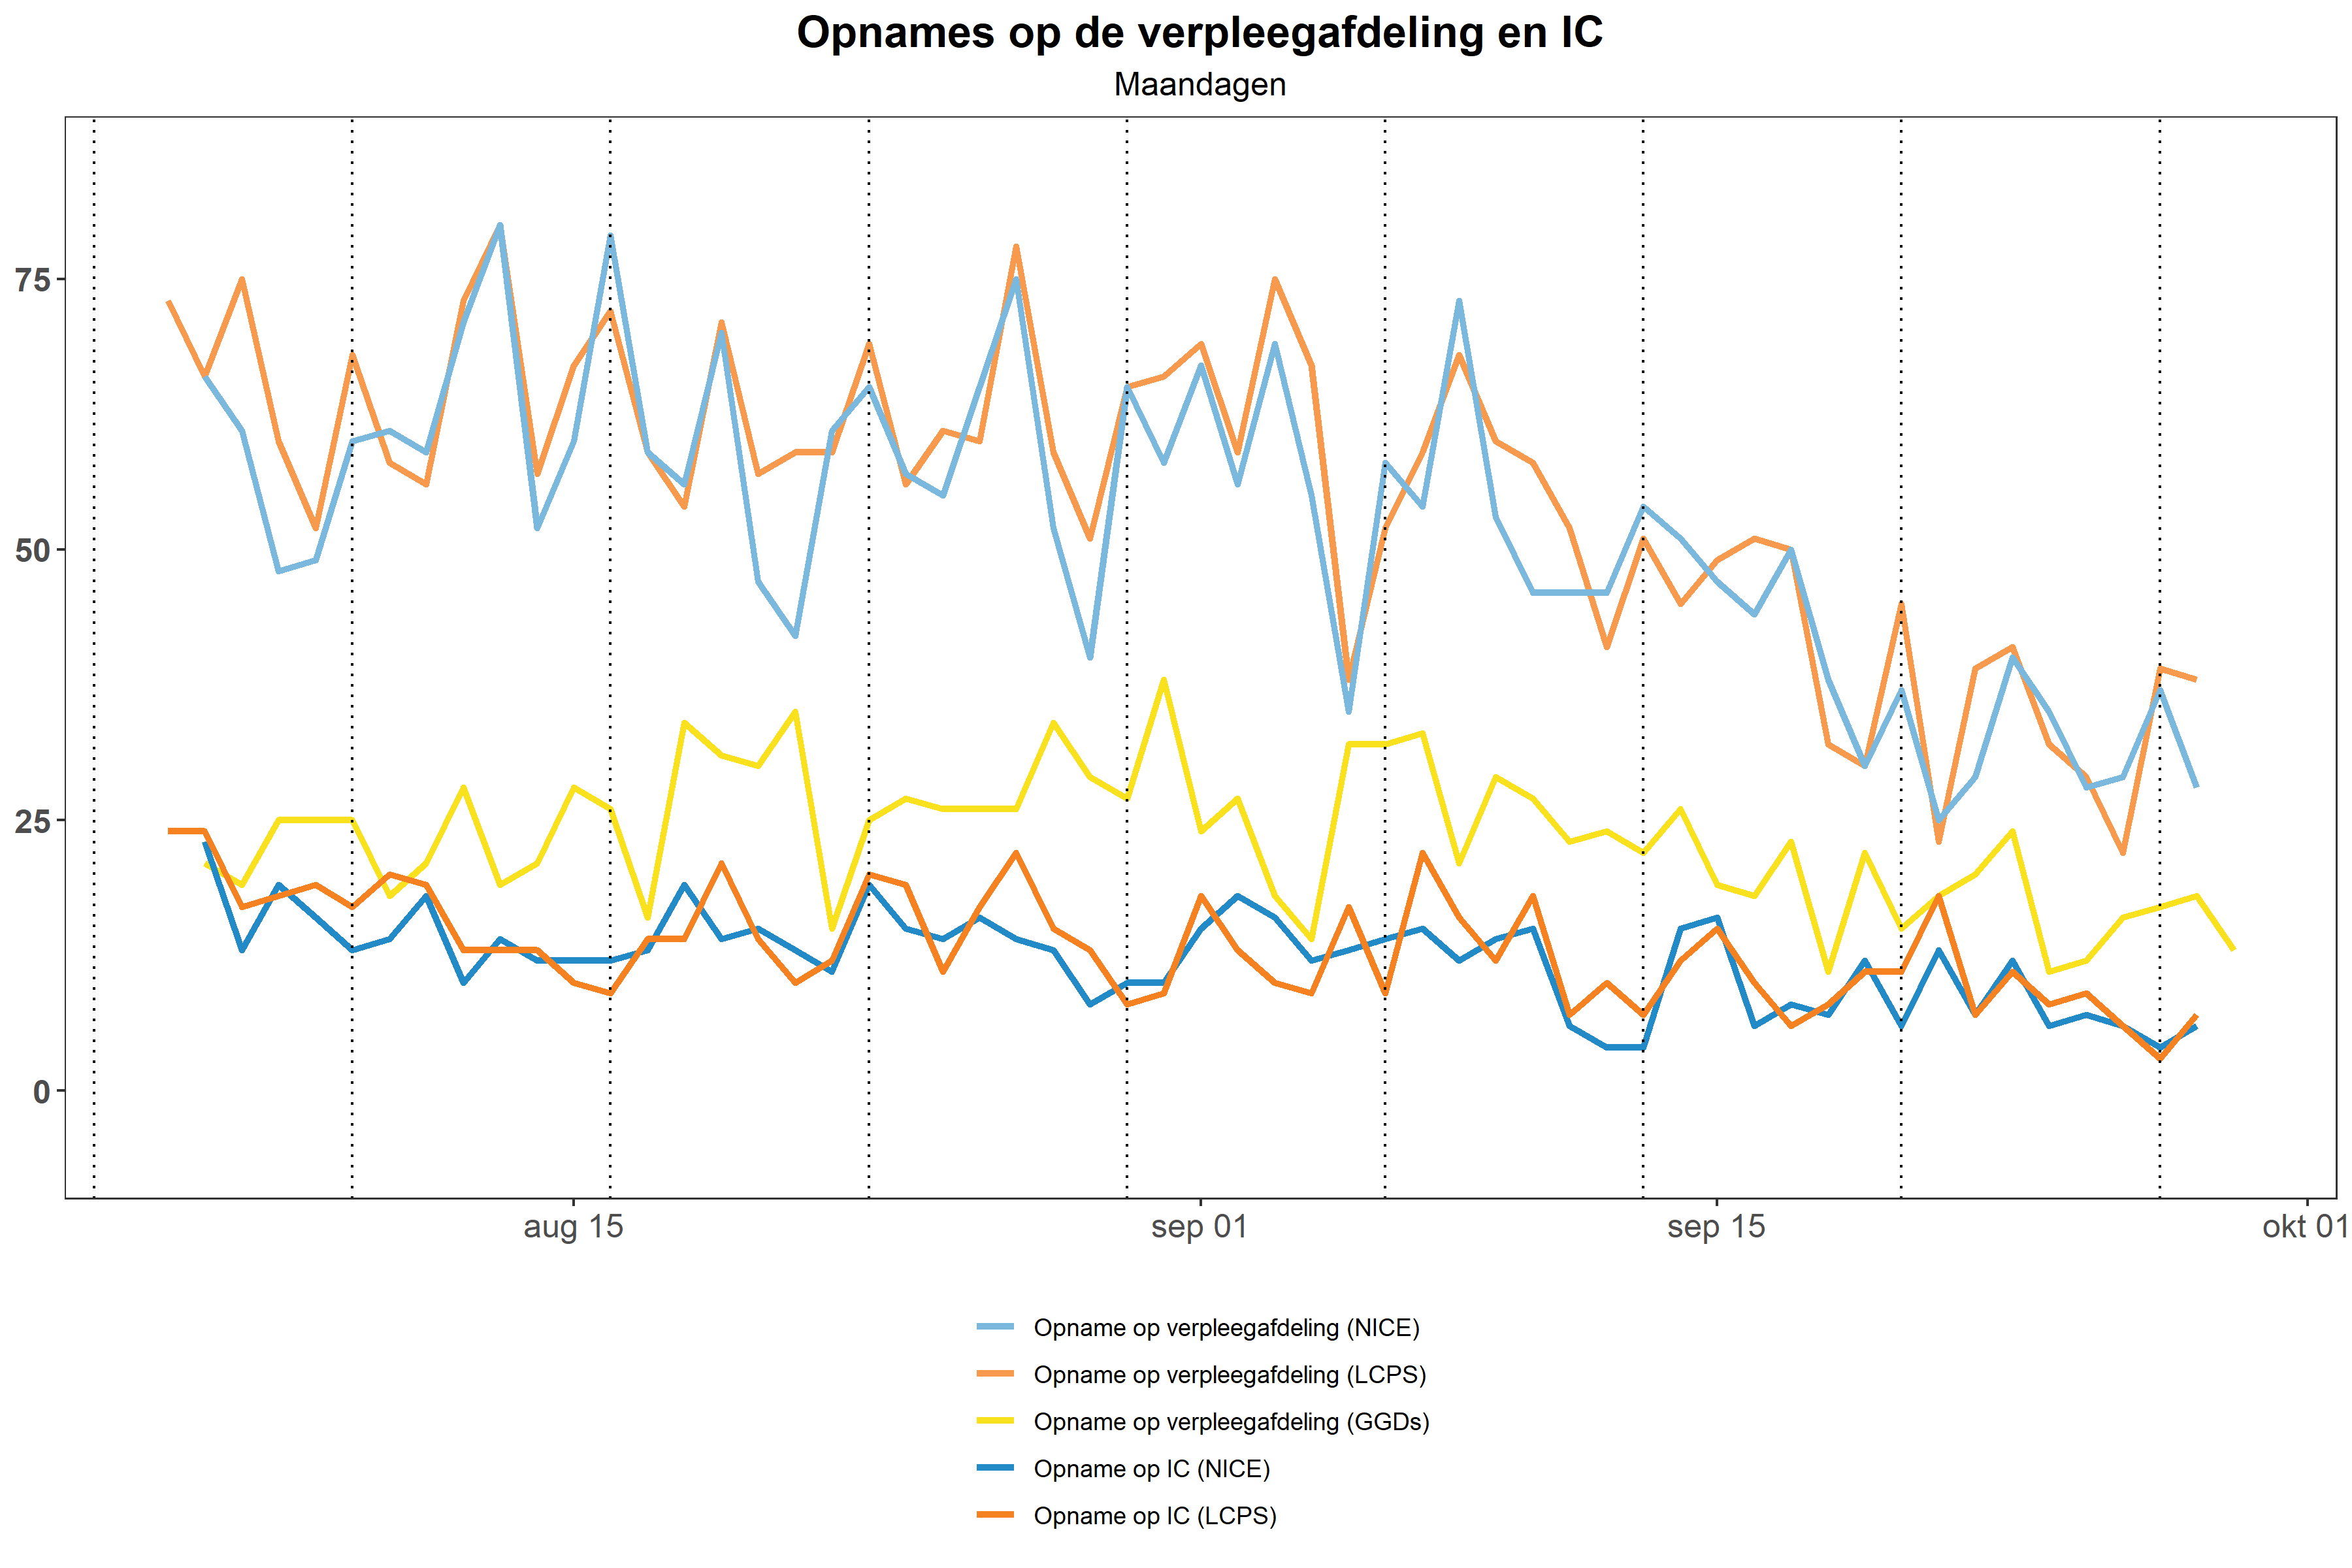 Opnames op de verpleegafdeling en IC
Maandagen
75
50
25
0
aug 15
sep 01
sep 15
okt 01
Opname op verpleegafdeling (NICE)
Opname op verpleegafdeling (LCPS)
Opname op verpleegafdeling (GGDs)
Opname op IC (NICE)
Opname op IC (LCPS)